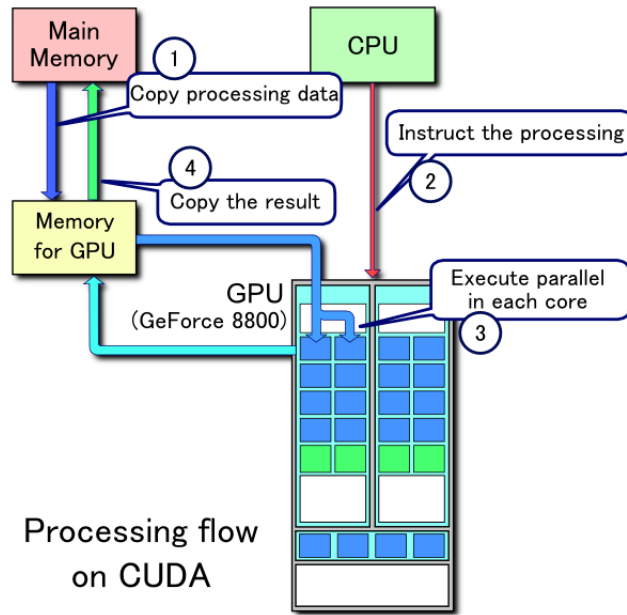 Main
Memory
CPU
1
Copy processing data
Instruct the processing
2
4
Copy the result
Memory
for GPU
GPU
(GeForce 8800)
Execute parallel
in each core
3
Processing flow
on CUDA